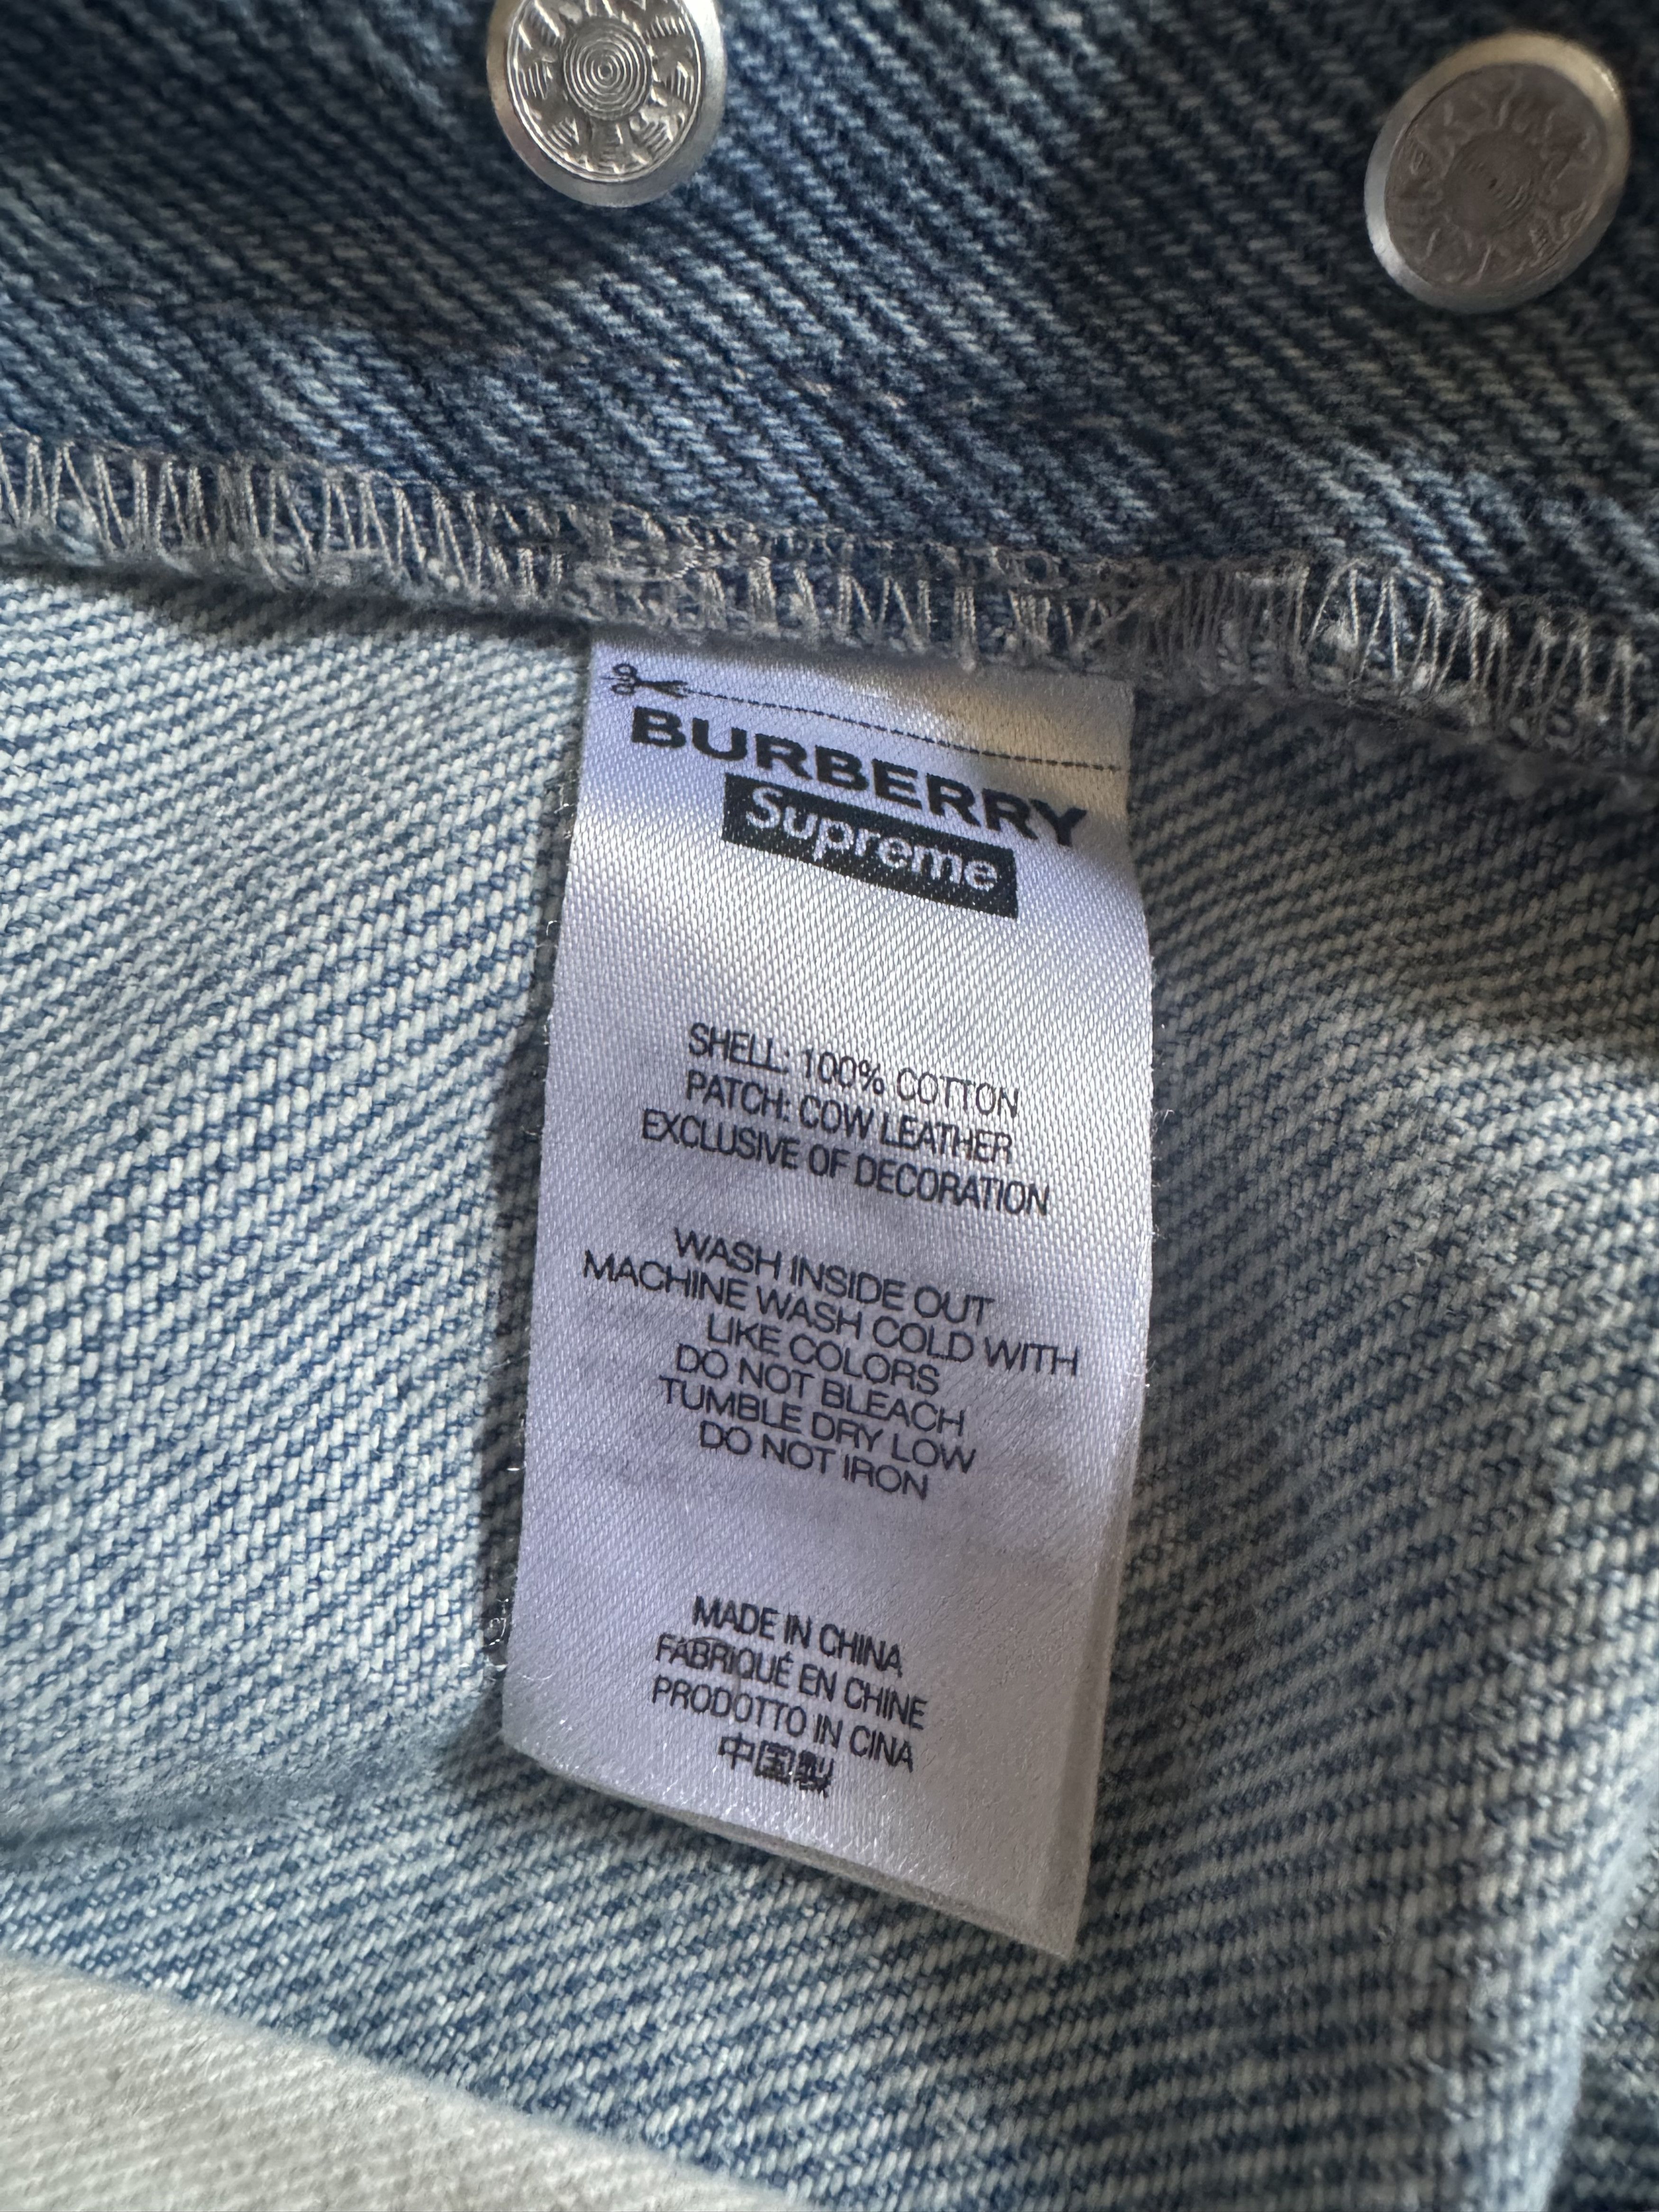 BURBERRY
Supreme
SHELL: 100% COTTON
PATCH: COW LEATHER
EXCLUSIVE OF DECORATION
WASH INSIDE OUT
MACHINE WASH COLD WITH
LIKE COLORS
DO NOT BLEACH
TUMBLE DRY LOW
DO NOT IRON
MADE IN CHINA
FABRIQUÉ EN CHINE
PRODOTTO IN CINA
中国製